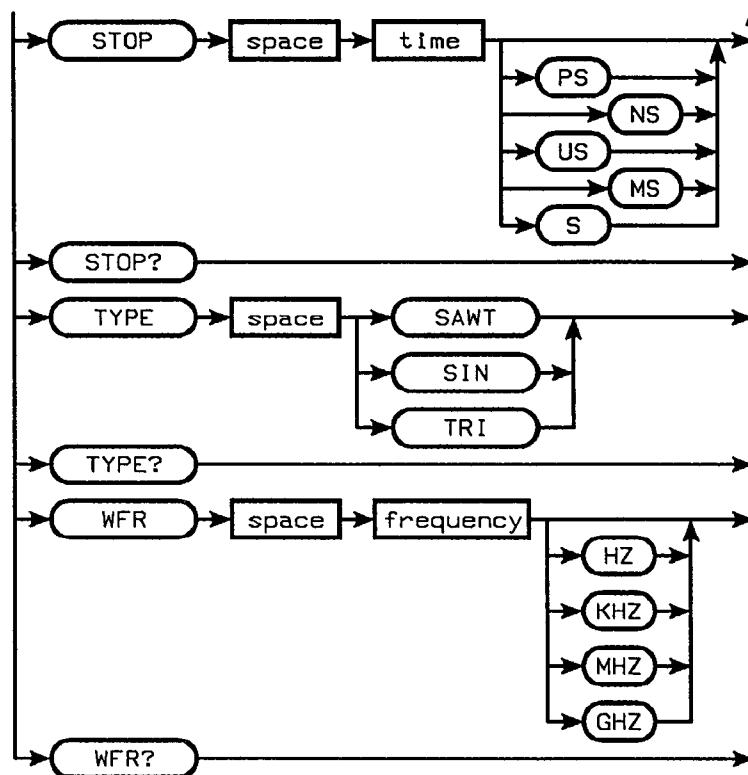 STOP space time
PS
NS
US
MS
S
STOP?
TYPE space SAWT
SIN
TRI
TYPE?
WFR space frequency
HZ
KHZ
MHZ
GHZ
WFR?